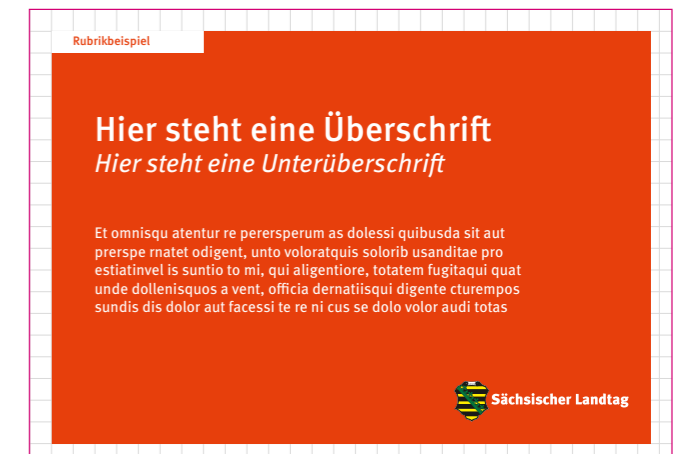 Rubrikbeispiel
Hier steht eine Überschrift
Hier steht eine Unterüberschrift
Et omnisqu atentur re perersperum as dolessi quibusda sit aut
prerspe rnatet odigent, unto voloratquis solorib usanditae pro
estiatinvel is suntio to mi, qui aligentiore, totatem fugitaqui quat
unde dollenisquos a vent, officia dernatiisqui digente cturempos
sundis dis dolor aut facessi te re ni cus se dolo volor audi totas
Sächsischer Landtag